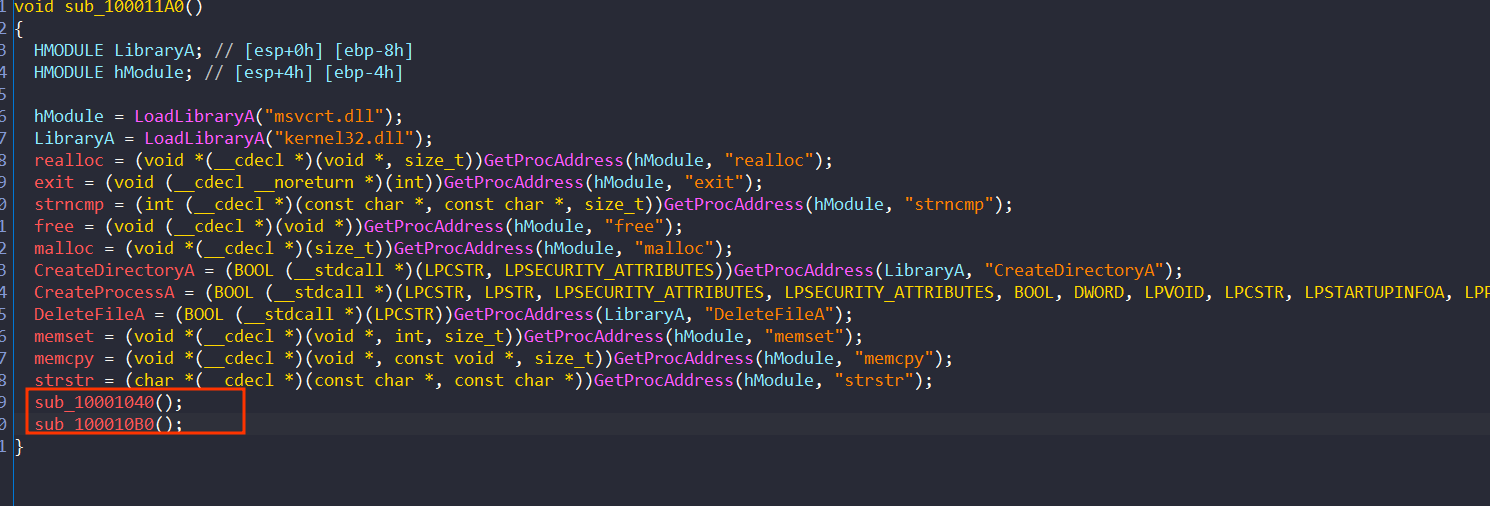 1 void sub_100011A0()
2 {
3 HMODULE LibraryA; // [esp+0h] [ebp-8h]
4 HMODULE hModule; // [esp+4h] [ebp-4h]
5
6 hModule = LoadLibraryA("msvcrt.dll");
7 LibraryA = LoadLibraryA("kernel32.dll");
8 realloc = (void *(__cdecl *)(void *, size_t))GetProcAddress(hModule, "realloc");
9 exit = (void (__cdecl __noreturn *)(int))GetProcAddress(hModule, "exit");
0 strncmp = (int (__cdecl *)(const char *, const char *, size_t))GetProcAddress(hModule, "strncmp");
1 free = (void (__cdecl *)(void *))GetProcAddress(hModule, "free");
2 malloc = (void *(__cdecl *)(size_t))GetProcAddress(hModule, "malloc");
3 CreateDirectoryA = (BOOL (__stdcall *)(LPCSTR, LPSECURITY_ATTRIBUTES))GetProcAddress(LibraryA, "CreateDirectoryA");
4 CreateProcessA = (BOOL (__stdcall *)(LPCSTR, LPSTR, LPSECURITY_ATTRIBUTES, LPSECURITY_ATTRIBUTES, BOOL, DWORD, LPVOID, LPCSTR, LPSTARTUPINFOA, LPP
5 DeleteFileA = (BOOL (__stdcall *)(LPCSTR))GetProcAddress(LibraryA, "DeleteFileA");
6 memset = (void *(__cdecl *)(void *, int, size_t))GetProcAddress(hModule, "memset");
7 memcpy = (void *(__cdecl *)(void *, const void *, size_t))GetProcAddress(hModule, "memcpy");
8 strstr = (char *(__cdecl *)(const char *, const char *))GetProcAddress(hModule, "strstr");
9 sub_10001040();
0 sub_100010B0();
1 }